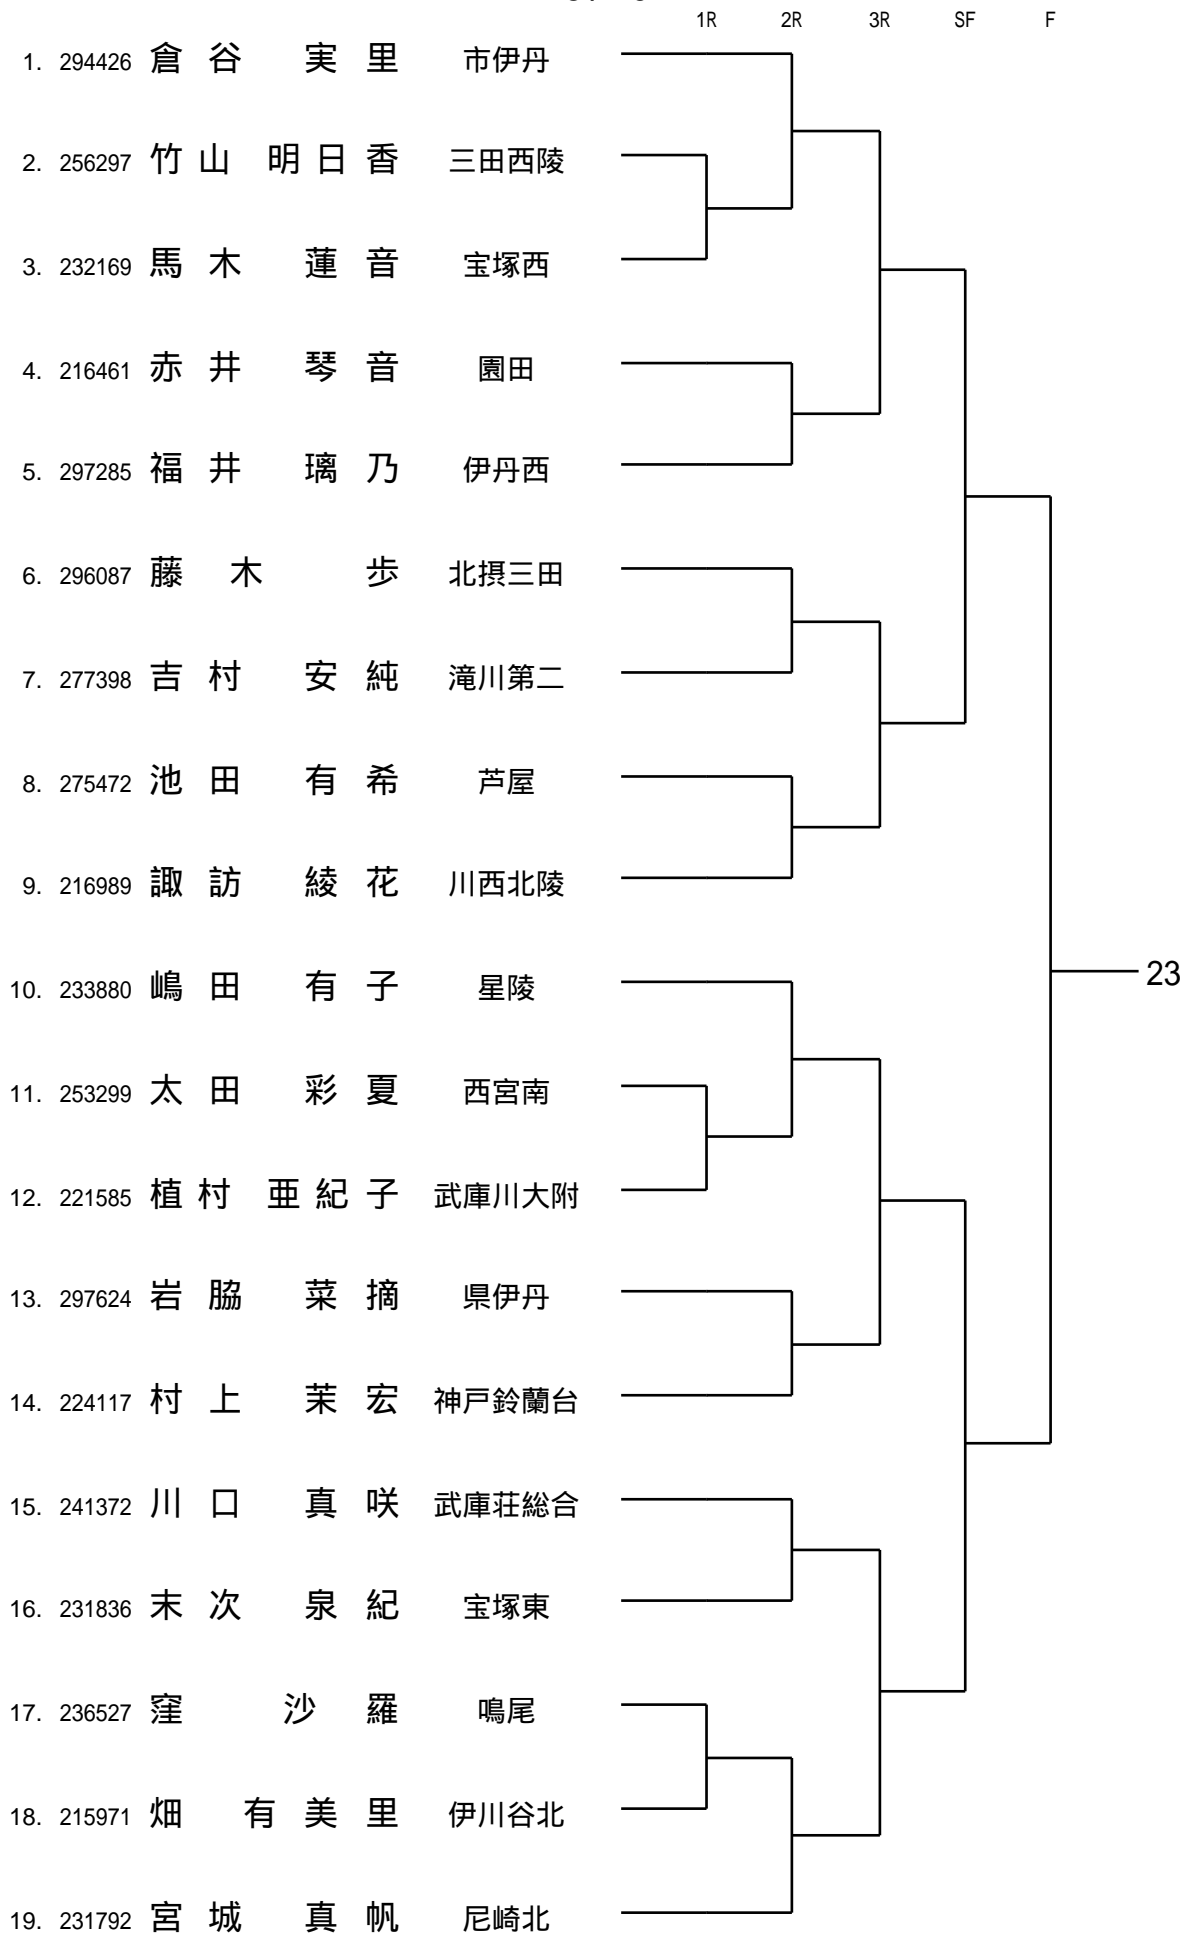 1R 2R 3R SF F
1. 294426 倉谷 実里 市伊丹
2. 256297 竹山 明日香 三田西陵
3. 232169 馬木 蓮音 宝塚西
4. 216461 赤井 琴音 園田
5. 297285 福井 璃乃 伊丹西
6. 296087 藤木 歩 北摂三田
7. 277398 吉村 安純 滝川第二
8. 275472 池田 有希 芦屋
9. 216989 諏訪 綾花 川西北陵
10. 233880 嶋田 有子 星陵
23
11. 253299 太田 彩夏 西宮南
12. 221585 植村 亜紀子 武庫川大附
13. 297624 岩脇 菜摘 県伊丹
14. 224117 村上 茉宏 神戸鈴蘭台
15. 241372 川口 真咲 武庫荘総合
16. 231836 末次 泉紀 宝塚東
17. 236527 窪 沙羅 鳴尾
18. 215971 畑 有美里 伊川谷北
19. 231792 宮城 真帆 尼崎北